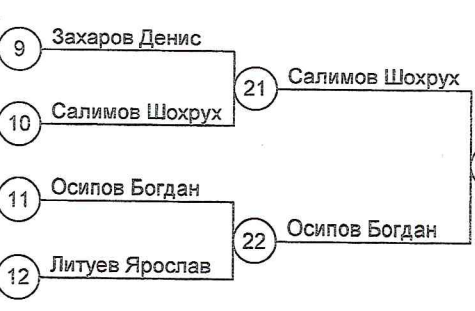 9 Захаров Денис
21 Салимов Шохрух
10 Салимов Шохрух
11 Осипов Богдан
22 Осипов Богдан
12 Литуев Ярослав